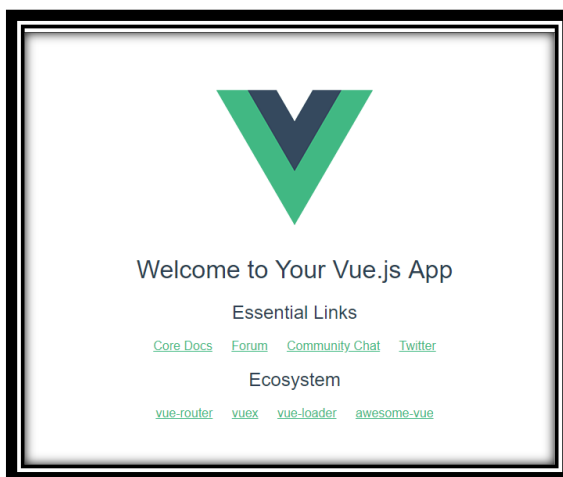 Welcome to Your Vue.js App
Essential Links
Core Docs Forum Community Chat Twitter
Ecosystem
vue-router vuex vue-loader awesome-vue